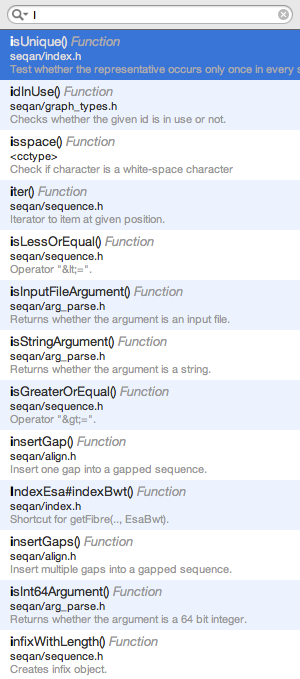 I
isUnique() Function
seqan/index.h
Test whether the representative occurs only once in every s
idInUse() Function
seqan/graph_types.h
Checks whether the given id is in use or not.
isspace() Function
<cctype>
Check if character is a white-space character
iter() Function
seqan/sequence.h
Iterator to item at given position.
isLessOrEqual() Function
seqan/sequence.h
Operator "&lt;=".
isInputFileArgument() Function
seqan/arg_parse.h
Returns whether the argument is an input file.
isStringArgument() Function
seqan/arg_parse.h
Returns whether the argument is a string.
isGreaterOrEqual() Function
seqan/sequence.h
Operator "&gt;=".
insertGap() Function
seqan/align.h
Insert one gap into a gapped sequence.
IndexEsa#indexBwt() Function
seqan/index.h
Shortcut for getFibre(.., EsaBwt).
insertGaps() Function
seqan/align.h
Insert multiple gaps into a gapped sequence.
isInt64Argument() Function
seqan/arg_parse.h
Returns whether the argument is a 64 bit integer.
infixWithLength() Function
seqan/sequence.h
Creates infix object.